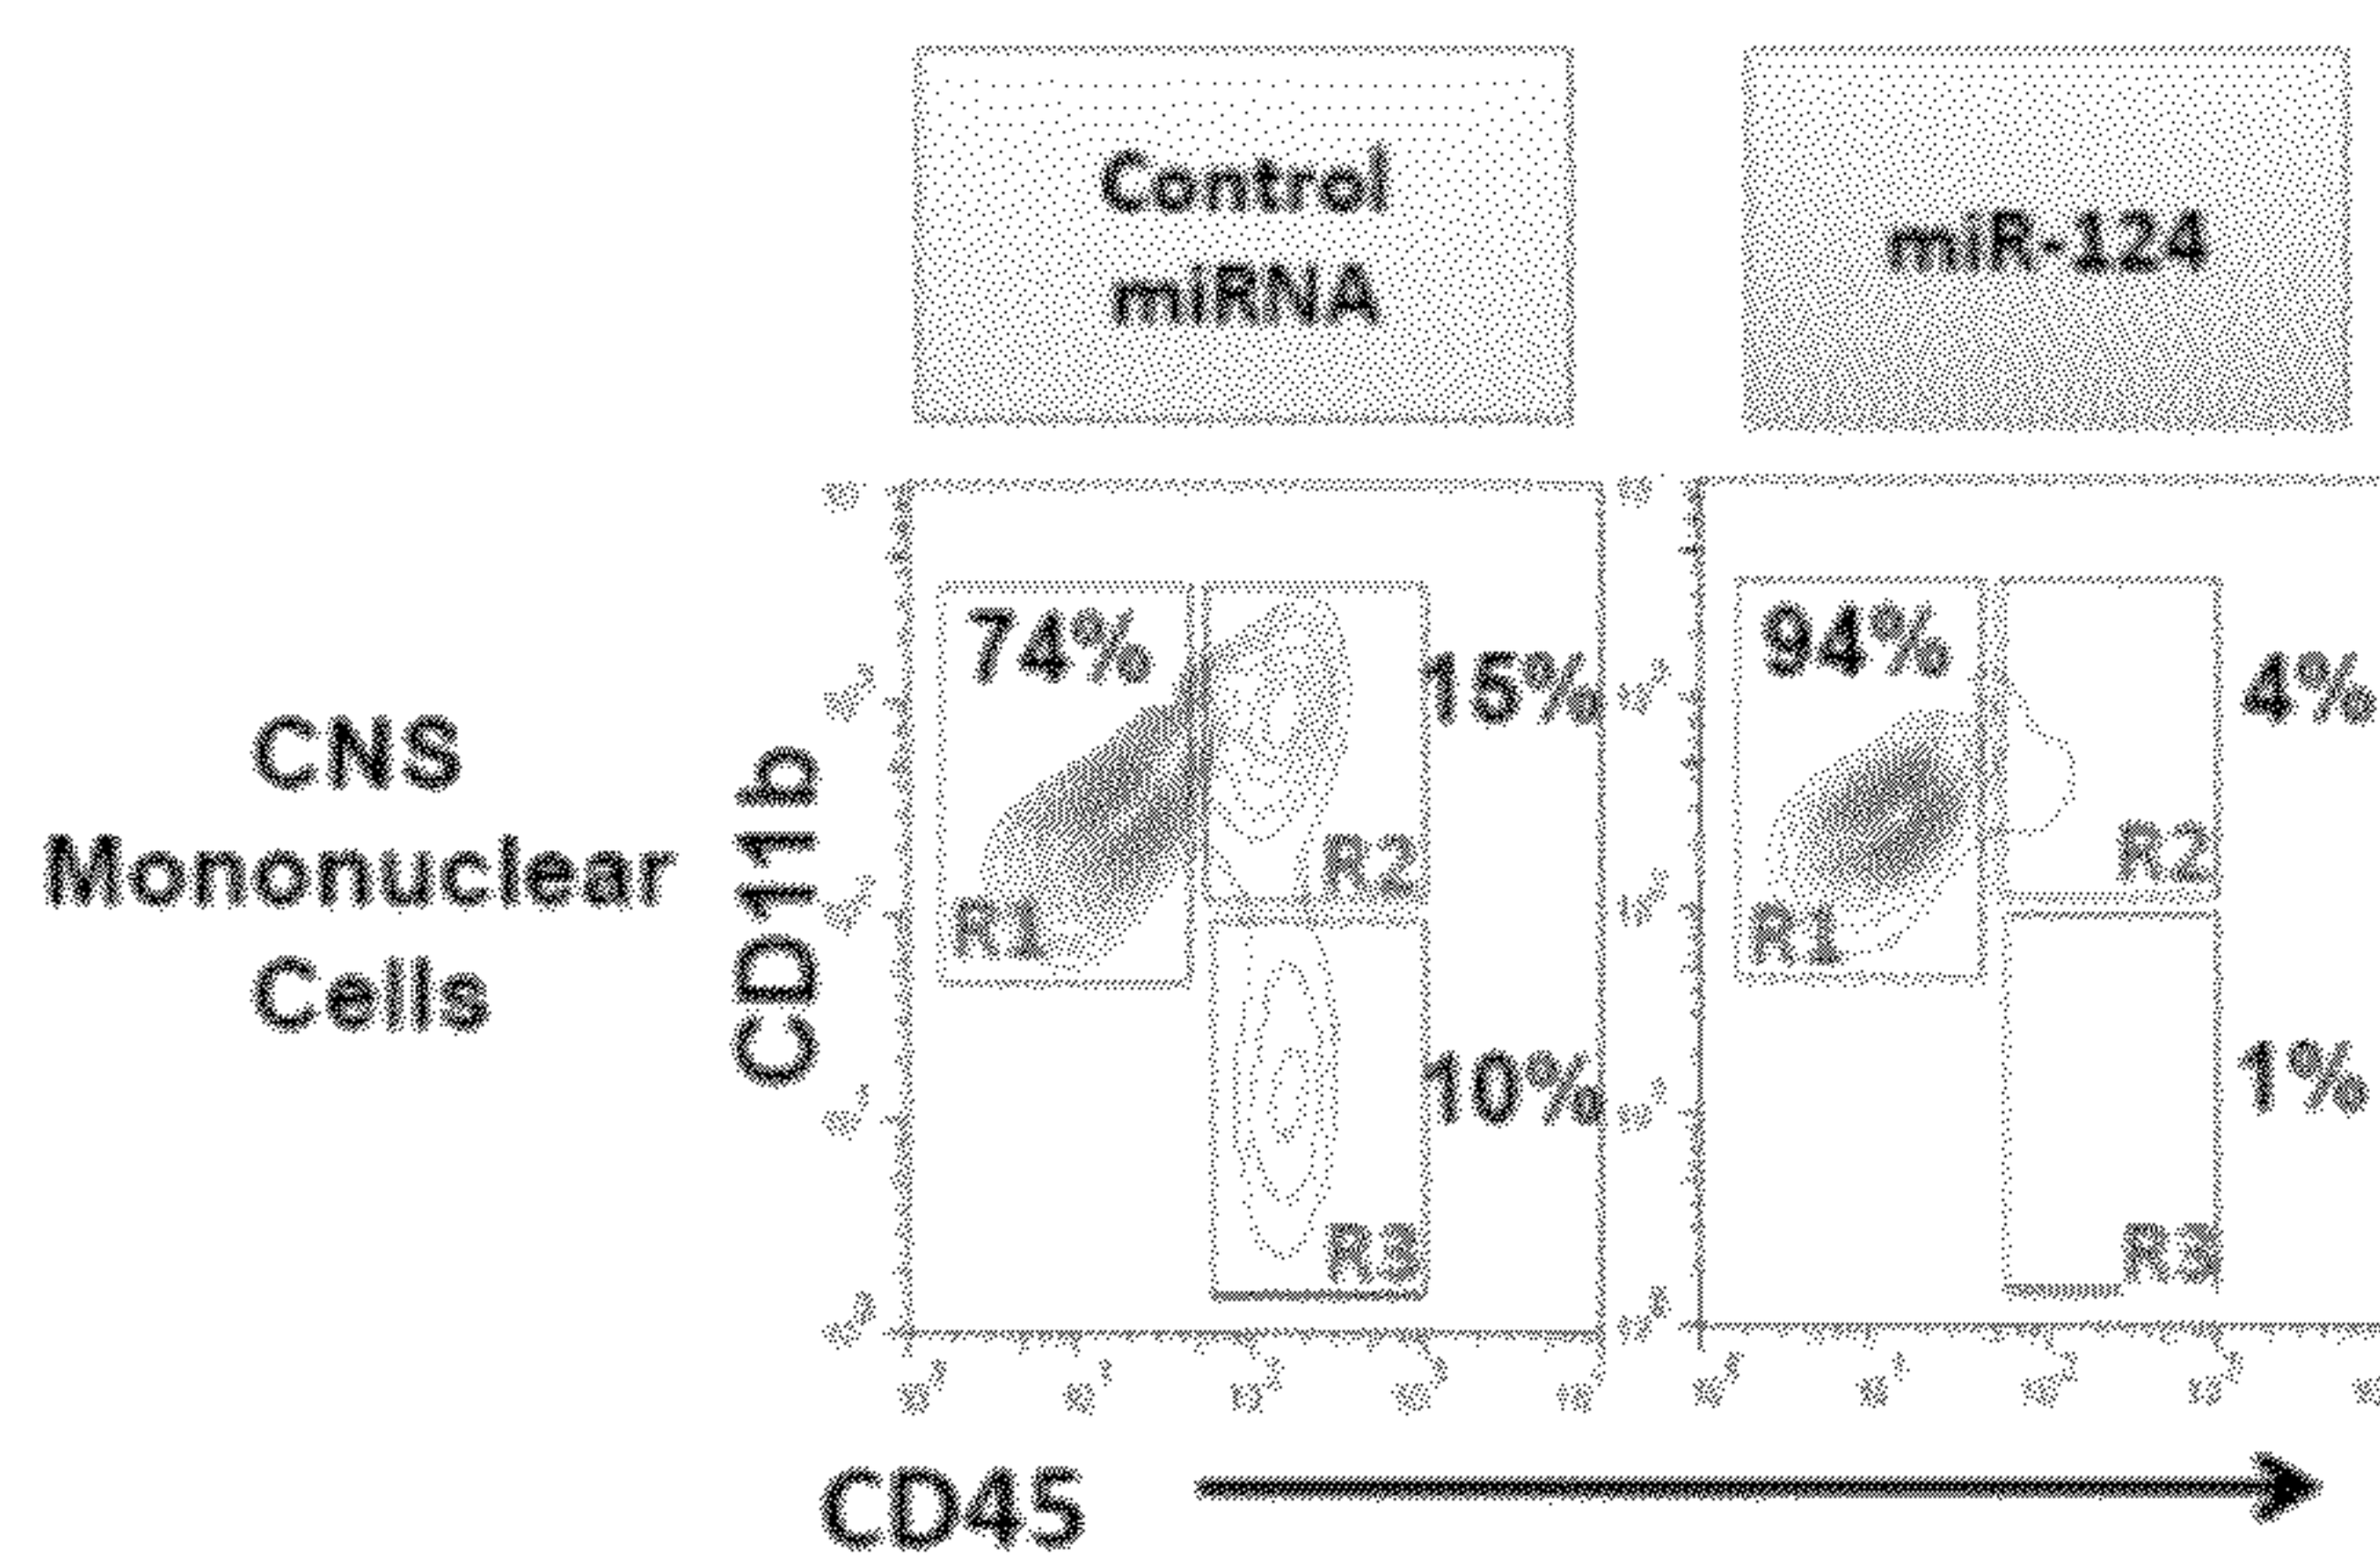 Control
miRNA
miR-124
CNS
Mononuclear
Cells
CD11b
74%
15%
R1
R2
10%
R3
94%
4%
R1
R2
1%
R3
CD45